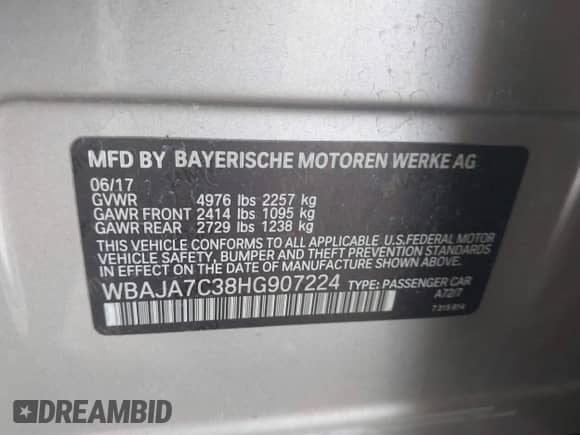 MFD BY BAYERISCHE MOTOREN WERKE AG
06/17
GVWR 4976 lbs 2257 kg
GAWR FRONT 2414 lbs 1095 kg
GAWR REAR 2729 lbs 1238 kg
THIS VEHICLE CONFORMS TO ALL APPLICABLE U.S.FEDERAL MOTOR
VEHICLE SAFETY, BUMPER AND THEFT PREVENTION STANDARDS
IN EFFECT ON THE DATE OF MANUFACTURE SHOWN ABOVE.
WBAJA7C38HG907224 TYPE: PASSENGER CAR
A72/7
DREAMBID